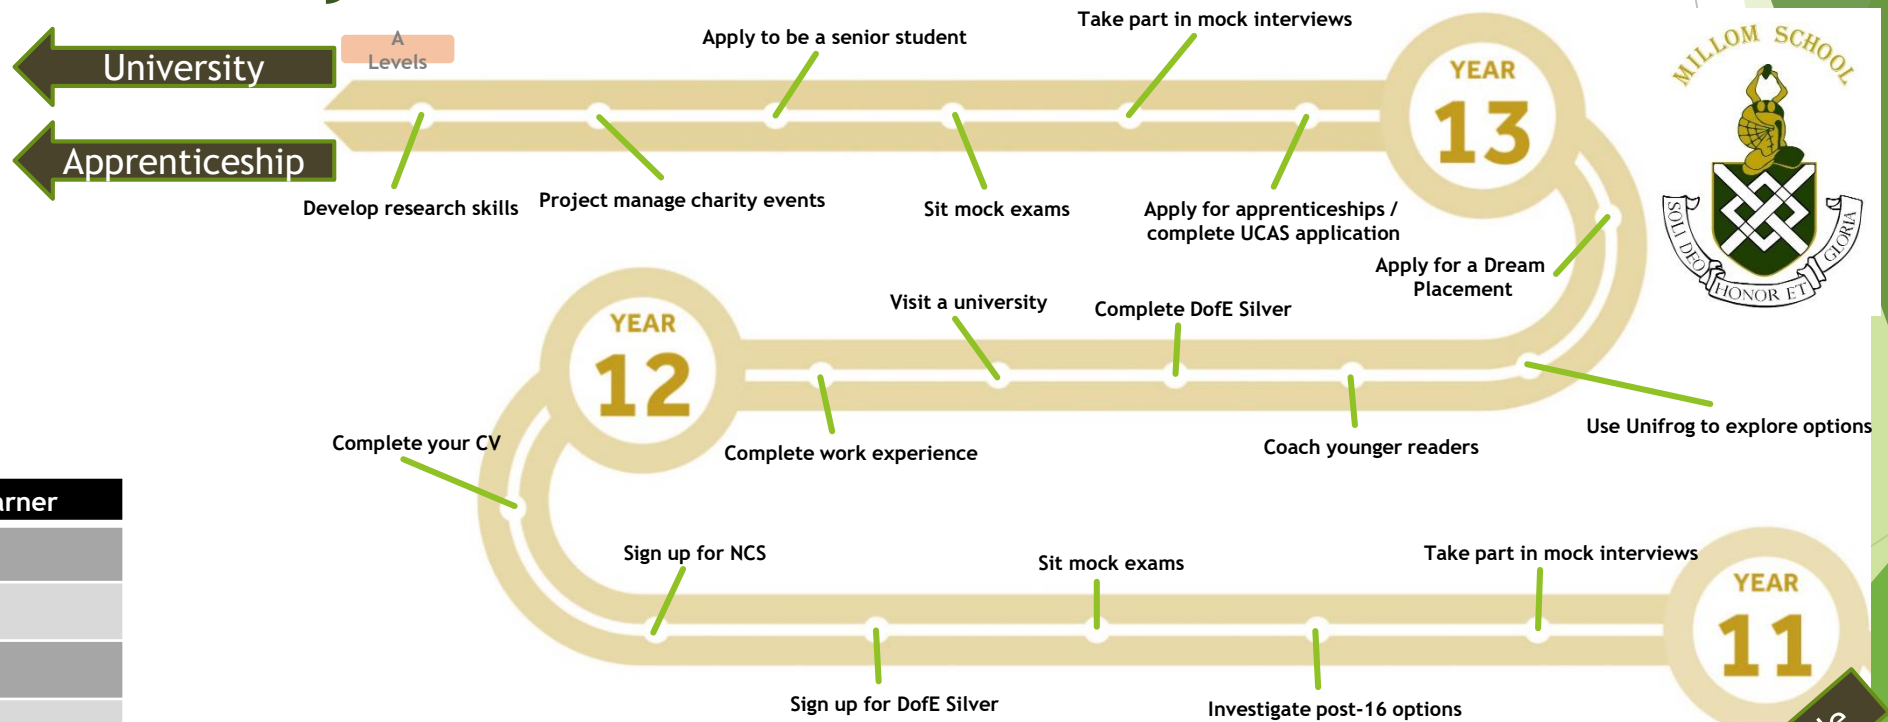 University
A
Levels
Apprenticeship
Apply to be a senior student
Take part in mock interviews
YEAR
13
Develop research skills
Project manage charity events
Sit mock exams
Apply for apprenticeships /
complete UCAS application
MILLOM SCHOOL
SOLI DEO
HONOR ET
GLORIA
Apply for a Dream
Placement
YEAR
12
Visit a university
Complete DofE Silver
Complete your CV
Complete work experience
Coach younger readers
Use Unifrog to explore options
Sign up for NCS
Sit mock exams
Take part in mock interviews
YEAR
11
Sign up for DofE Silver
Investigate post-16 options